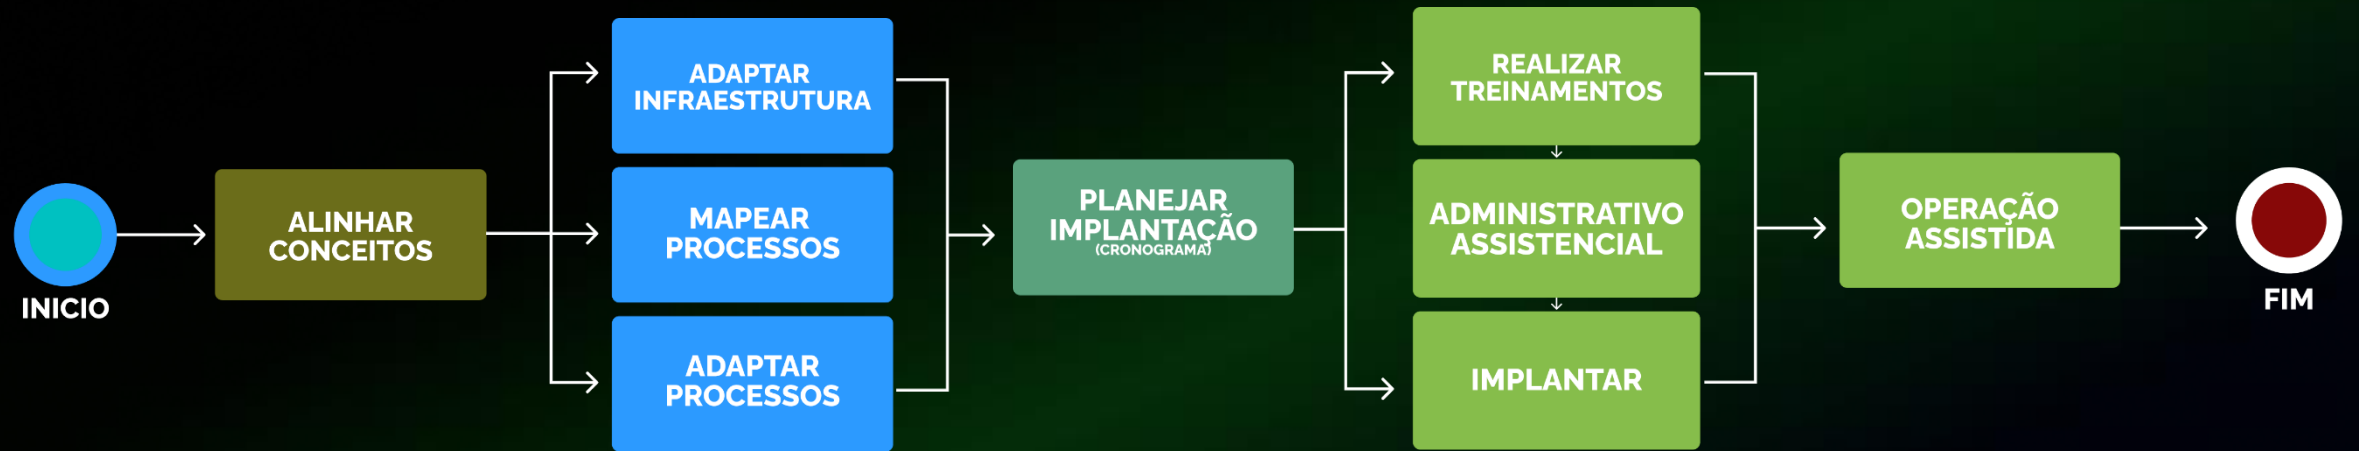 INICIO
ALINHAR
CONCEITOS
ADAPTAR
INFRAESTRUTURA
MAPEAR
PROCESSOS
ADAPTAR
PROCESSOS
PLANEJAR
IMPLANTAÇÃO
(CRONOGRAMA)
REALIZAR
TREINAMENTOS
ADMINISTRATIVO
ASSISTENCIAL
IMPLANTAR
OPERAÇÃO
ASSISTIDA
FIM